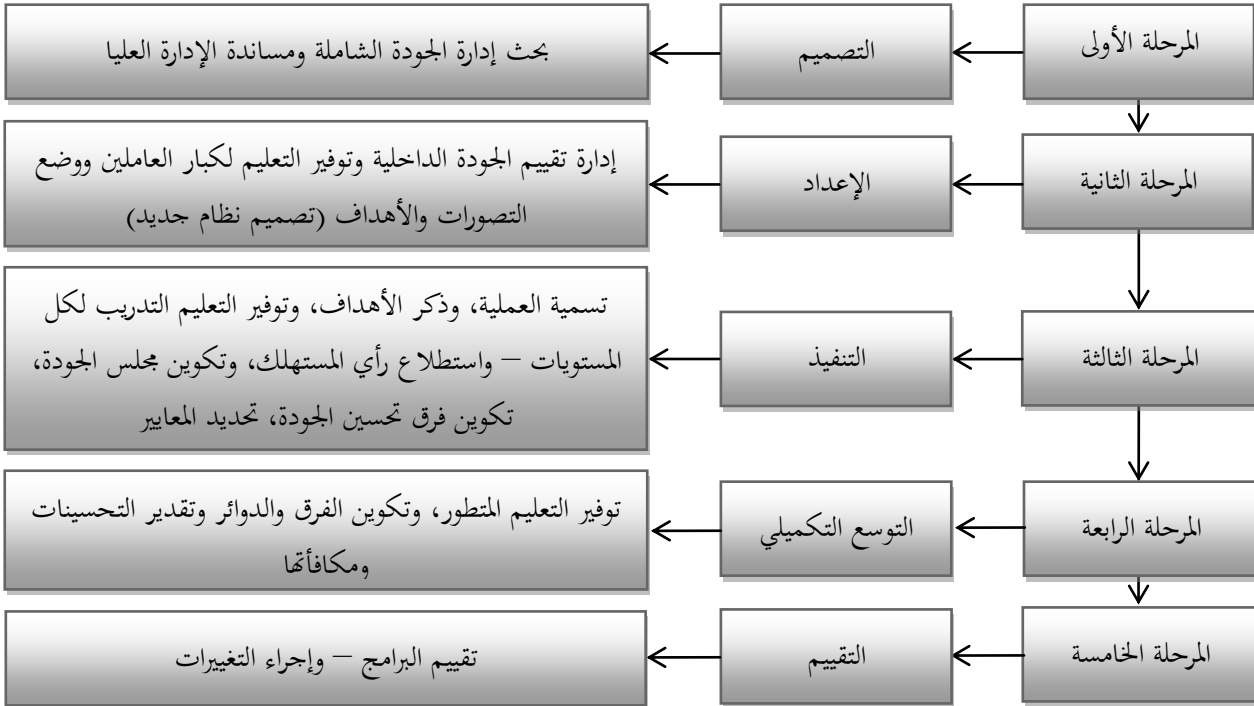 المرحلة الأولى
التصميم
بحث إدارة الجودة الشاملة ومساندة الإدارة العليا
المرحلة الثانية
الإعداد
إدارة تقييم الجودة الداخلية وتوفير التعليم لكبار العاملين ووضع
التصورات والأهداف (تصميم نظام جديد)
المرحلة الثالثة
التنفيذ
تسمية العملية، وذكر الأهداف، وتوفير التعليم التدريب لكل
المستويات – واستطلاع رأي المستهلك، وتكوين مجلس الجودة،
تكوين فرق تحسين الجودة، تحديد المعايير
المرحلة الرابعة
التوسع التكميلي
توفير التعليم المتطور، وتكوين الفرق والدوائر وتقدير التحسينات
ومكافأتها
المرحلة الخامسة
التقييم
تقييم البرامج – وإجراء التغييرات